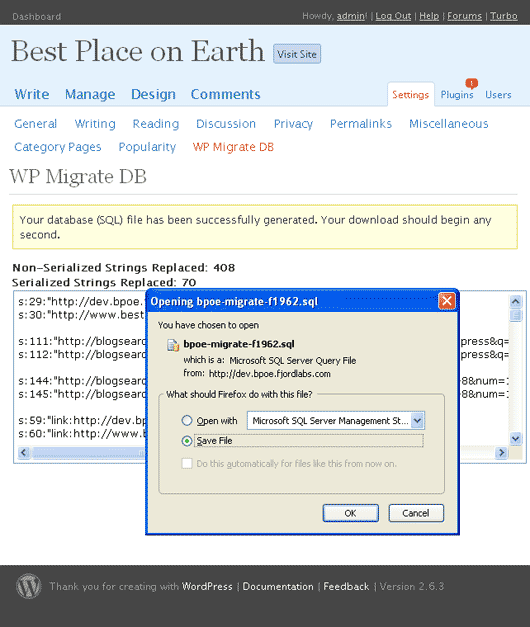 Dashboard
Howdy, admin! | Log Out | Help | Forums | Turbo
Best Place on Earth
Visit Site
Write Manage Design Comments
Settings Plugins 1 Users
General Writing Reading Discussion Privacy Permalinks Miscellaneous
Category Pages Popularity WP Migrate DB
WP Migrate DB
Your database (SQL) file has been successfully generated. Your download should begin any
second.
Non-Serialized Strings Replaced: 408
Serialized Strings Replaced: 70
s:29:"http://dev.bpoe.
s:30:"http://www.best
s:111:"http://blogsear press&q=
s:112:"http://blogsear press&q=
s:144:"http://blogsear 8&num=1
s:145:"http://blogsear 8&num=
s:59:"link:http://dev.bp
s:60:"link:http://www.b
Opening bpoe-migrate-f1962.sql
You have chosen to open
bpoe-migrate-f1962.sql
which is a: Microsoft SQL Server Query File
from: http://dev.bpoe.fjordlabs.com
What should Firefox do with this file?
Open with Microsoft SQL Server Management St...
Save File
Do this automatically for files like this from now on.
OK Cancel
Thank you for creating with WordPress | Documentation | Feedback | Version 2.6.3